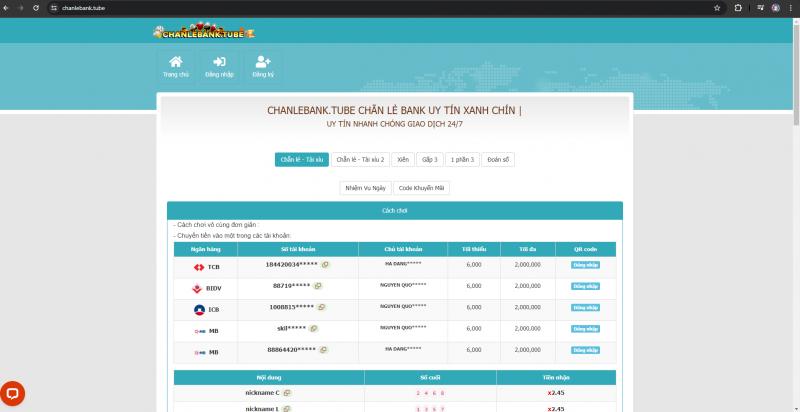 chanlebank.tube
CHANLEBANK.TUBE
Trang chủ Đăng nhập Đăng ký
CHANLEBANK.TUBE CHẴN LẺ BANK UY TÍN XANH CHÍN |
UY TÍN NHANH CHÓNG GIAO DỊCH 24/7
Chẵn lẻ - Tài xỉu Chẵn lẻ - Tài xỉu 2 Xiên Gấp 3 1 phần 3 Đoán số
Nhiệm Vụ Ngày Code Khuyến Mãi
Cách chơi
- Cách chơi vô cùng đơn giản :
- Chuyển tiền vào một trong các tài khoản:
Ngân hàng Số tài khoản Chủ tài khoản Tối thiểu Tối đa QR code
TCB 184420034***** HA DANG***** 6,000 2,000,000 Đăng nhập
BIDV 88719***** NGUYEN QUO***** 6,000 2,000,000 Đăng nhập
ICB 1008815***** NGUYEN QUO***** 6,000 2,000,000 Đăng nhập
MB skil***** NGUYEN QUO***** 6,000 2,000,000 Đăng nhập
MB 88864420***** HA DANG***** 6,000 2,000,000 Đăng nhập
Nội dung Số cuối Tiền nhận
nickname C 2 4 6 8 x2.45
nickname L 1 3 5 7 x2.45